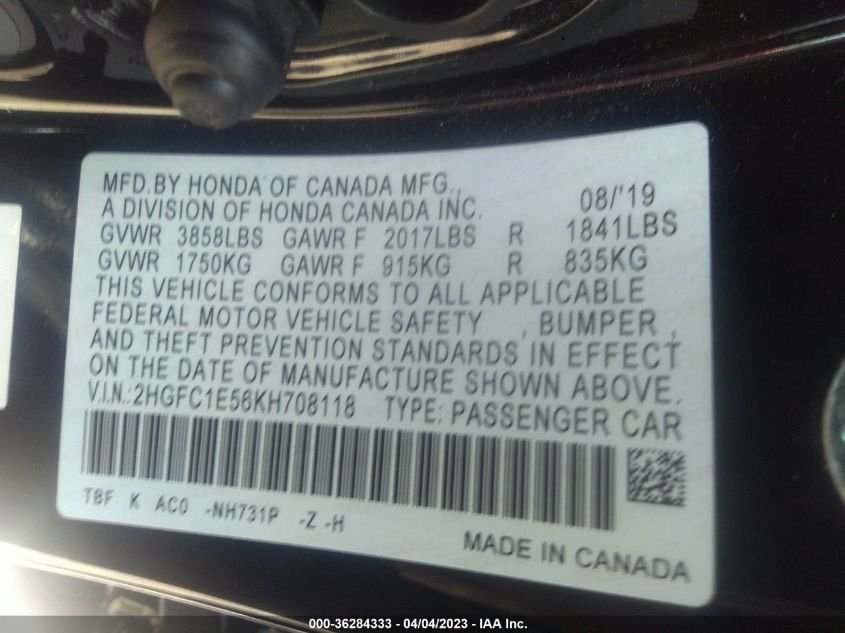 MFD.BY HONDA OF CANADA MFG., 08/'19
A DIVISION OF HONDA CANADA INC.
GVWR 3858LBS GAWR F 2017LBS R 1841LBS
GVWR 1750KG GAWR F 915KG R 835KG
THIS VEHICLE CONFORMS TO ALL APPLICABLE
FEDERAL MOTOR VEHICLE SAFETY , BUMPER ,
AND THEFT PREVENTION STANDARDS IN EFFECT
ON THE DATE OF MANUFACTURE SHOWN ABOVE.
V.I.N.:2HGFC1E56KH708118 TYPE: PASSENGER CAR
TBF K AC0 -NH731P -Z -H
MADE IN CANADA
000-36284333 - 04/04/2023 - IAA Inc.